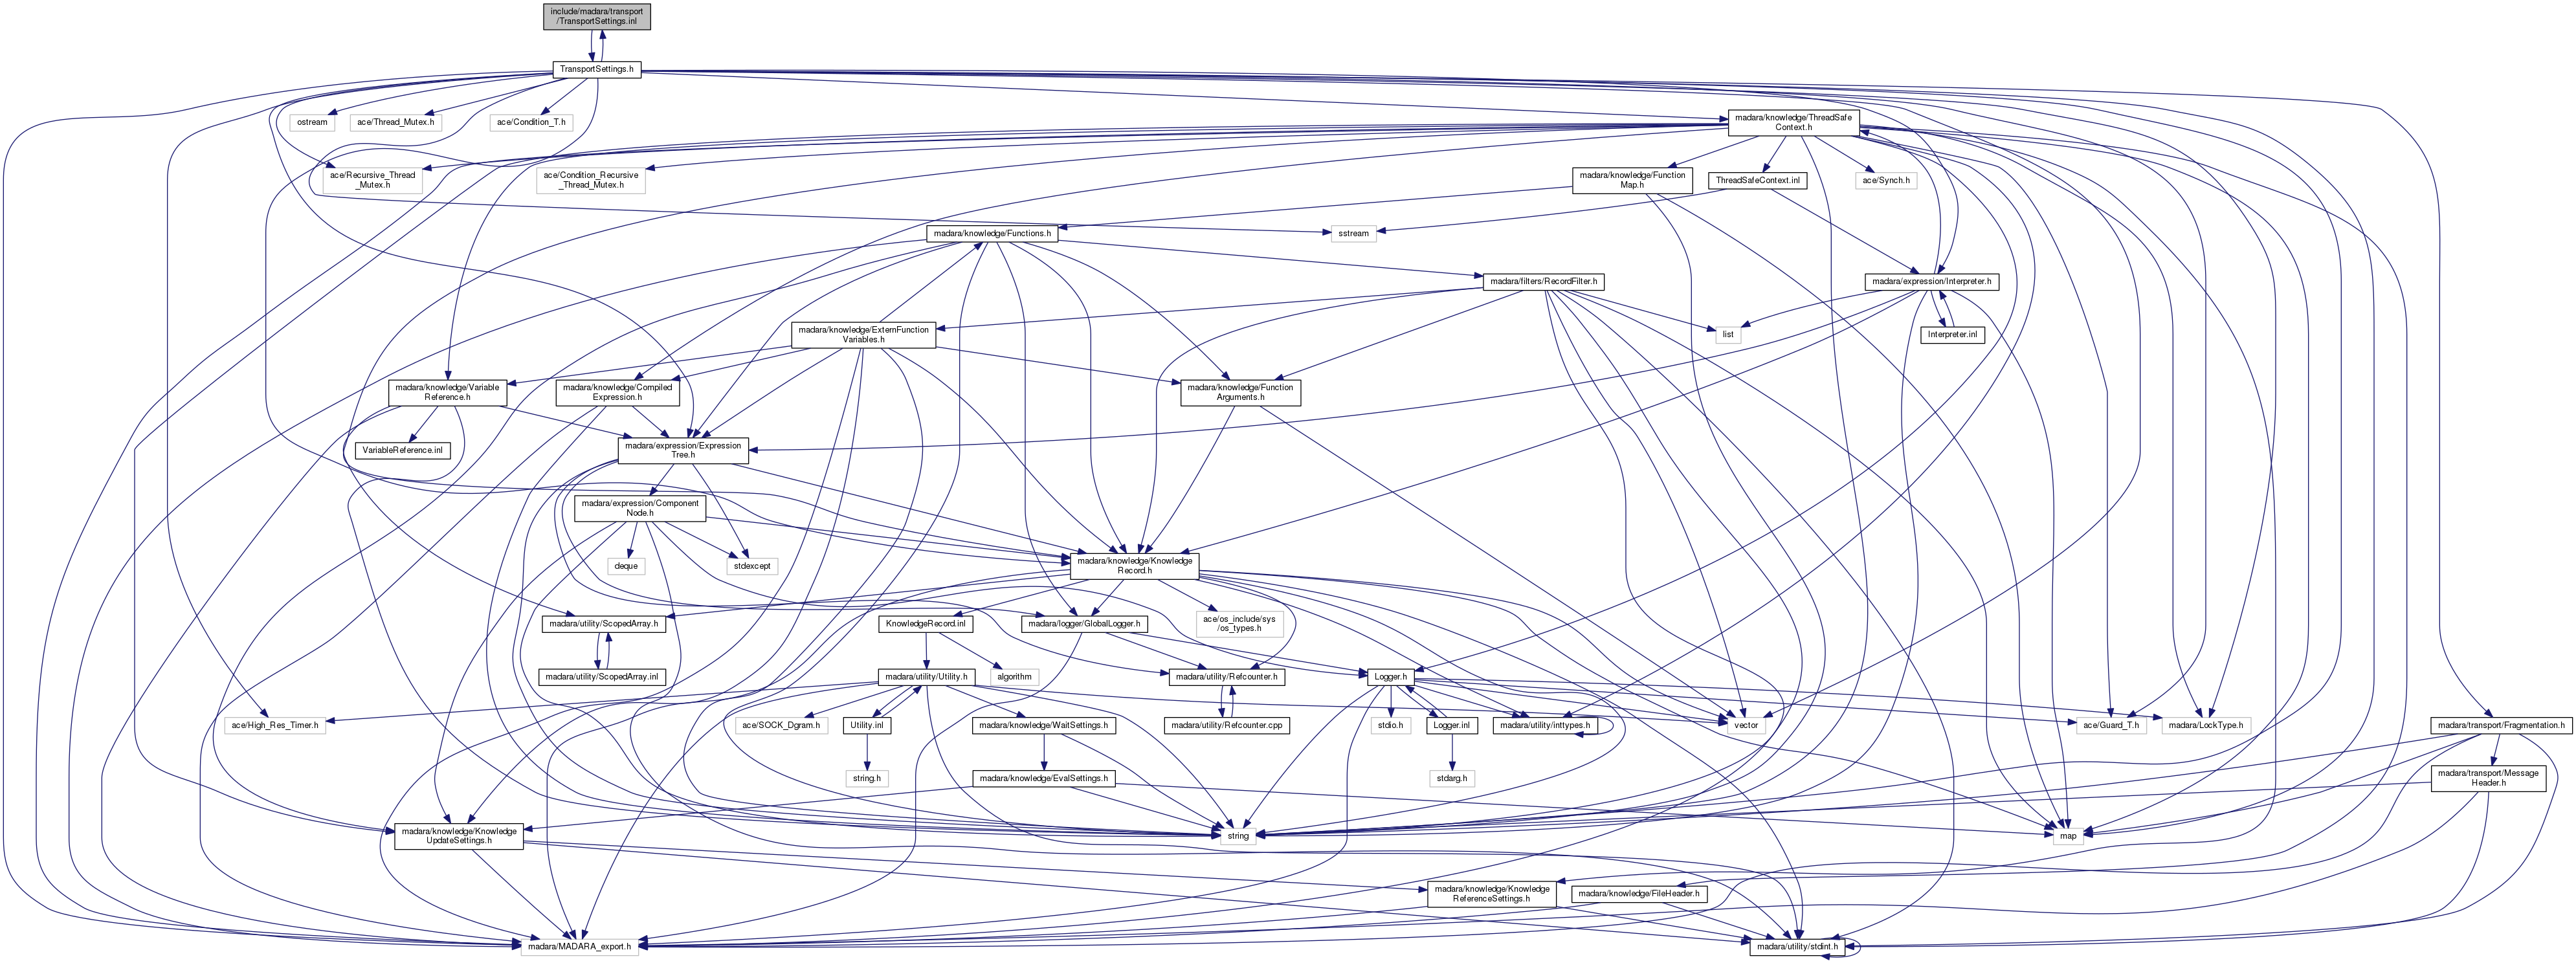 include/madara/transport
/TransportSettings.inl
TransportSettings.h
ostream
ace/Thread_Mutex.h
ace/Condition_T.h
madara/knowledge/ThreadSafe
Context.h
ace/Recursive_Thread
_Mutex.h
ace/Condition_Recursive
_Thread_Mutex.h
madara/knowledge/Function
Map.h
ThreadSafeContext.inl
ace/Synch.h
madara/knowledge/Functions.h
sstream
madara/filters/RecordFilter.h
madara/expression/Interpreter.h
madara/knowledge/ExternFunction
Variables.h
list
Interpreter.inl
madara/knowledge/Variable
Reference.h
madara/knowledge/Compiled
Expression.h
madara/knowledge/Function
Arguments.h
VariableReference.inl
madara/expression/Expression
Tree.h
madara/expression/Component
Node.h
deque
stdexcept
madara/knowledge/Knowledge
Record.h
madara/utility/ScopedArray.h
KnowledgeRecord.inl
madara/logger/GlobalLogger.h
ace/os_include/sys
/os_types.h
madara/utility/ScopedArray.inl
madara/utility/Utility.h
algorithm
madara/utility/Refcounter.h
Logger.h
ace/High_Res_Timer.h
ace/SOCK_Dgram.h
Utility.inl
madara/knowledge/WaitSettings.h
madara/utility/Refcounter.cpp
stdio.h
Logger.inl
madara/utility/inttypes.h
vector
ace/Guard_T.h
madara/LockType.h
madara/transport/Fragmentation.h
string.h
madara/knowledge/EvalSettings.h
stdarg.h
madara/transport/Message
Header.h
madara/knowledge/Knowledge
UpdateSettings.h
string
map
madara/knowledge/Knowledge
ReferenceSettings.h
madara/knowledge/FileHeader.h
madara/MADARA_export.h
madara/utility/stdint.h